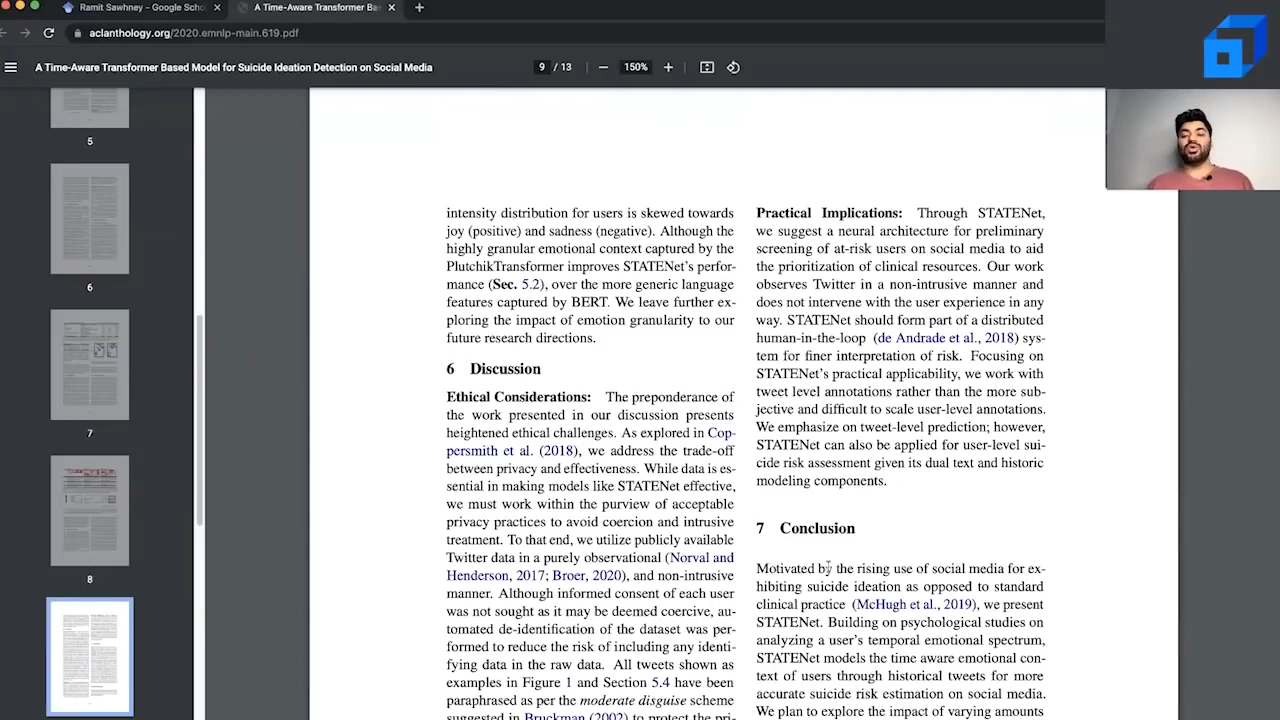 Ramit Sawhney - Google Schol
A Time-Aware Transformer Ba
aclanthology.org/2020.emnlp-main.619.pdf
A Time-Aware Transformer Based Model for Suicide Ideation Detection on Social Media
9 / 13
150%
5
6
7
8
intensity distribution for users is skewed towards
joy (positive) and sadness (negative). Although the
highly granular emotional context captured by the
PlutchikTransformer improves STATENet's perfor-
mance (Sec. 5.2), over the more generic language
features captured by BERT. We leave further ex-
ploring the impact of emotion granularity to our
future research directions.
6 Discussion
Ethical Considerations: The preponderance of
the work presented in our discussion presents
heightened ethical challenges. As explored in Cop-
persmith et al. (2018), we address the trade-off
between privacy and effectiveness. While data is es-
sential in making models like STATENet effective,
we must work within the purview of acceptable
privacy practices to avoid coercion and intrusive
treatment. To that end, we utilize publicly available
Twitter data in a purely observational (Norval and
Henderson, 2017; Broer, 2020), and non-intrusive
manner. Although informed consent of each user
was not sought as it may be deemed coercive, au-
tomated de-identification of the dataset was per-
formed to reduce the risk of including any identi-
fying data in the raw data. All tweets shown as
examples in Figure 1 and Section 5.4 have been
paraphrased as per the moderate disguise scheme
suggested in Bruckman (2002) to protect the pri-
Practical Implications: Through STATENet,
we suggest a neural architecture for preliminary
screening of at-risk users on social media to aid
the prioritization of clinical resources. Our work
observes Twitter in a non-intrusive manner and
does not intervene with the user experience in any
way. STATENet should form part of a distributed
human-in-the-loop (de Andrade et al., 2018) sys-
tem for finer interpretation of risk. Focusing on
STATENet's practical applicability, we work with
tweet level annotations rather than the more sub-
jective and difficult to scale user-level annotations.
We emphasize on tweet-level prediction; however,
STATENet can also be applied for user-level sui-
cide risk assessment given its dual text and historic
modeling components.
7 Conclusion
Motivated by the rising use of social media for ex-
hibiting suicide ideation as opposed to standard
clinical practice (McHugh et al., 2019), we present
STATENet. Building on psychological studies on
analyzing a user's temporal emotional spectrum,
STATENet models the time aware emotional con-
text of users through historical tweets for more
accurate suicide risk estimation on social media.
We plan to explore the impact of varying amounts